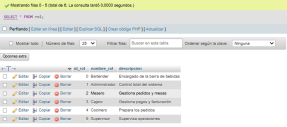 Mostrando filas 0 - 5 (total de 6, La consulta tardó 0,0003 segundos.)
SELECT * FROM rol;
Perfilando [ Editar en línea ] [ Editar ] [ Explicar SQL ] [ Crear código PHP ] [ Actualizar ]
Mostrar todo | Número de filas: 25 Filtrar filas: Buscar en esta tabla Ordenar según la clave: Ninguna
Opciones extra
id_rol nombre_rol descripcion
Editar Copiar Borrar Bartender Encargado de la barra de bebidas
Editar Copiar Borrar 1 Administrador Control total del sistema
Editar Copiar Borrar 2 Mesero Gestiona pedidos y mesas
Editar Copiar Borrar 3 Cajero Gestiona pagos y facturación
Editar Copiar Borrar 4 Cocinero Prepara los pedidos
Editar Copiar Borrar Supervisor Supervisa operaciones